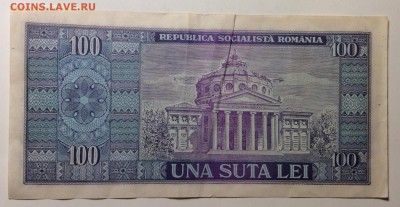 COINS.LAVE.RU
100
REPUBLICA SOCIALISTĂ ROMÂNIA
100
100
UNA SUTA LEI
100